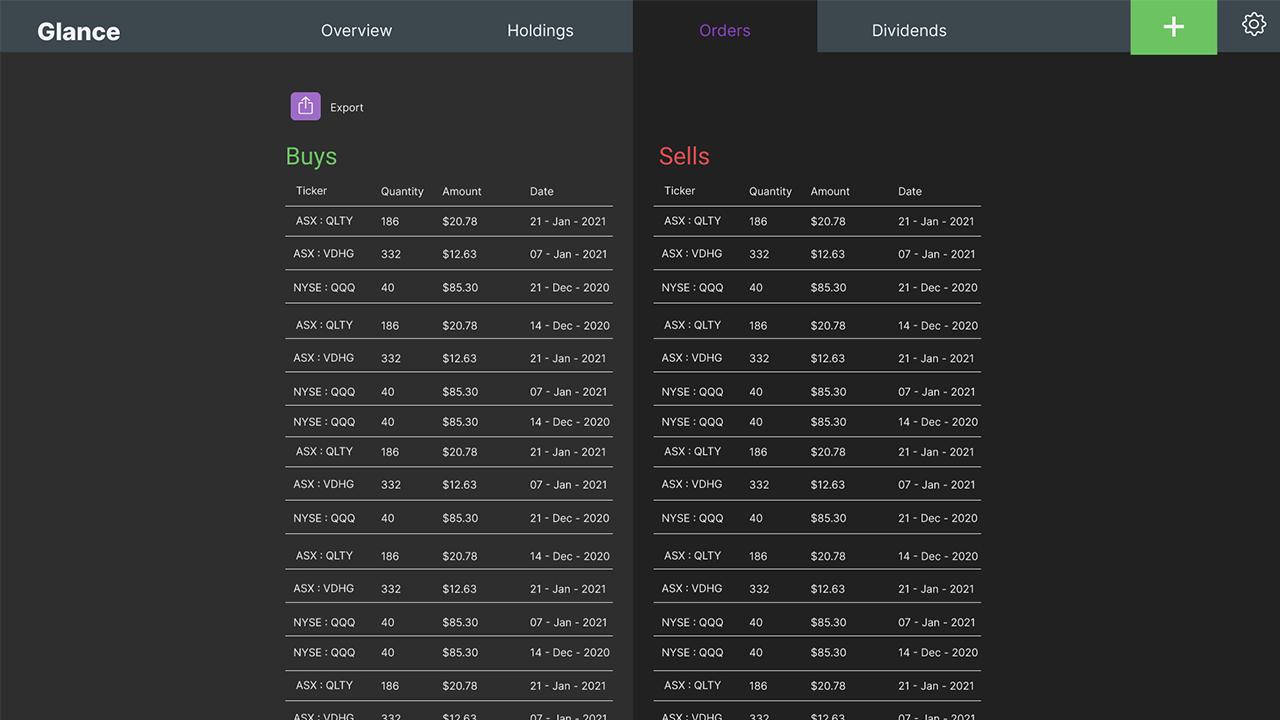 Glance Overview Holdings Orders Dividends +
Export
Buys
Ticker Quantity Amount Date
ASX : QLTY 186 $20.78 21 - Jan - 2021
ASX : VDHG 332 $12.63 07 - Jan - 2021
NYSE : QQQ 40 $85.30 21 - Dec - 2020
ASX : QLTY 186 $20.78 14 - Dec - 2020
ASX : VDHG 332 $12.63 21 - Jan - 2021
NYSE : QQQ 40 $85.30 07 - Jan - 2021
NYSE : QQQ 40 $85.30 14 - Dec - 2020
ASX : QLTY 186 $20.78 21 - Jan - 2021
ASX : VDHG 332 $12.63 07 - Jan - 2021
NYSE : QQQ 40 $85.30 21 - Dec - 2020
ASX : QLTY 186 $20.78 14 - Dec - 2020
ASX : VDHG 332 $12.63 21 - Jan - 2021
NYSE : QQQ 40 $85.30 07 - Jan - 2021
NYSE : QQQ 40 $85.30 14 - Dec - 2020
ASX : QLTY 186 $20.78 21 - Jan - 2021
ASX : VDHG 332 $12.63 07 - Jan - 2021
Sells
Ticker Quantity Amount Date
ASX : QLTY 186 $20.78 21 - Jan - 2021
ASX : VDHG 332 $12.63 07 - Jan - 2021
NYSE : QQQ 40 $85.30 21 - Dec - 2020
ASX : QLTY 186 $20.78 14 - Dec - 2020
ASX : VDHG 332 $12.63 21 - Jan - 2021
NYSE : QQQ 40 $85.30 07 - Jan - 2021
NYSE : QQQ 40 $85.30 14 - Dec - 2020
ASX : QLTY 186 $20.78 21 - Jan - 2021
ASX : VDHG 332 $12.63 07 - Jan - 2021
NYSE : QQQ 40 $85.30 21 - Dec - 2020
ASX : QLTY 186 $20.78 14 - Dec - 2020
ASX : VDHG 332 $12.63 21 - Jan - 2021
NYSE : QQQ 40 $85.30 07 - Jan - 2021
NYSE : QQQ 40 $85.30 14 - Dec - 2020
ASX : QLTY 186 $20.78 21 - Jan - 2021
ASX : VDHG 332 $12.63 07 - Jan - 2021